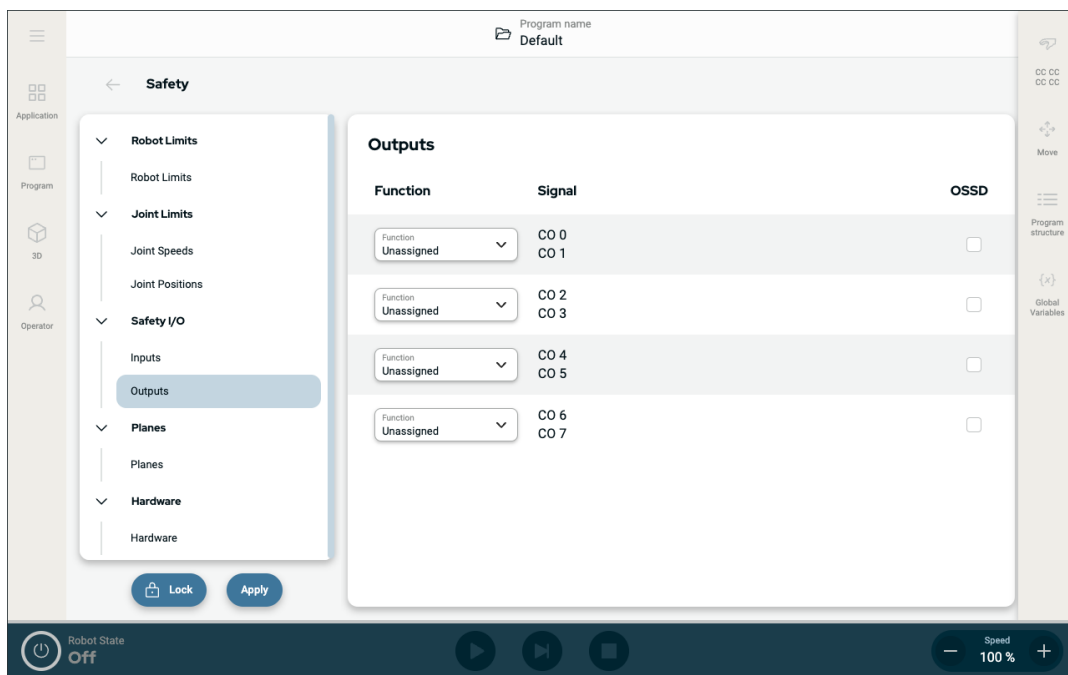 Program name
Default
Application
Program
3D
Operator
Safety
Robot Limits
Robot Limits
Joint Limits
Joint Speeds
Joint Positions
Safety I/O
Inputs
Outputs
Planes
Planes
Hardware
Hardware
Lock
Apply
Outputs
Function Signal OSSD
Function
Unassigned
CO 0
CO 1
Function
Unassigned
CO 2
CO 3
Function
Unassigned
CO 4
CO 5
Function
Unassigned
CO 6
CO 7
CC CC
CC CC
Move
Program
structure
{x}
Global
Variables
Robot State
Off
Speed
100 %